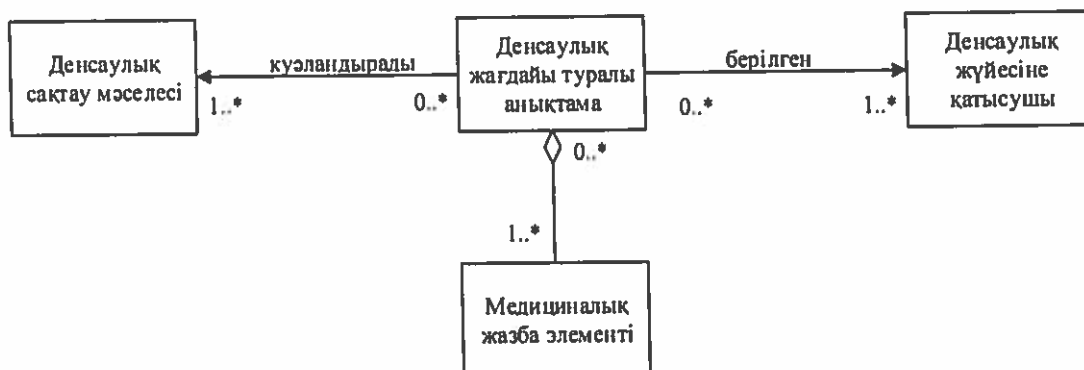 Денсаулық
сақтау мәселесі
куәландырады
1..*
0..*
Денсаулық
жағдайы туралы
анықтама
0..*
берілген
0..*
1..*
Денсаулық
жүйесіне
қатысушы
1..*
Медициналық
жазба элементі